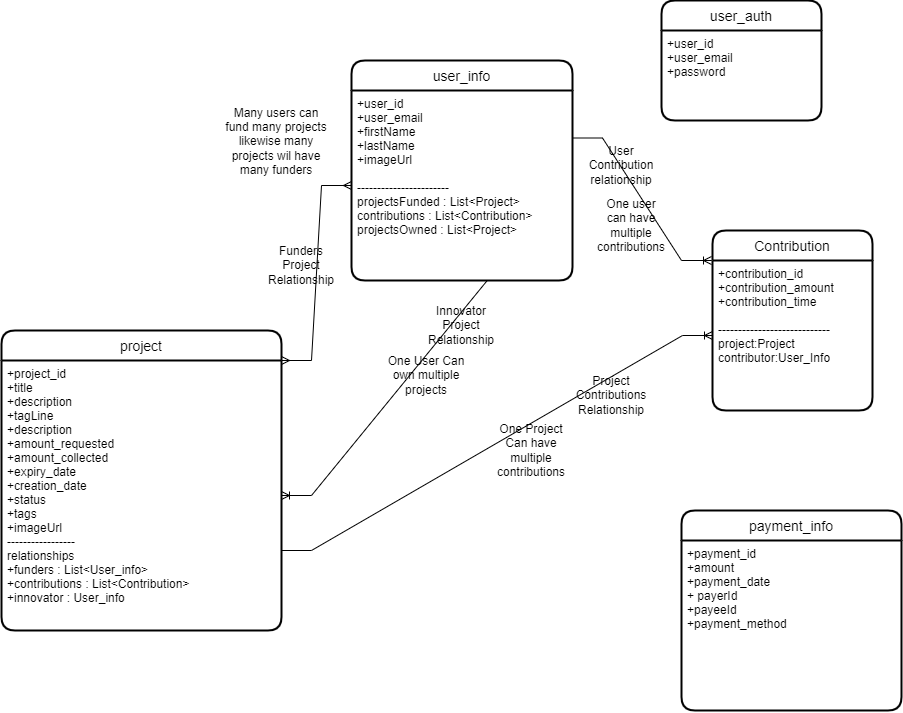 user_auth
+user_id
+user_email
+password
user_info
+user_id
+user_email
+firstName
+lastName
+imageUrl
-----------------------
projectsFunded : List<Project>
contributions : List<Contribution>
projectsOwned : List<Project>
Many users can
fund many projects
likewise many
projects wil have
many funders
User
Contribution
relationship
One user
can have
multiple
contributions
Funders
Project
Relationship
Contribution
+contribution_id
+contribution_amount
+contribution_time
----------------------------
project:Project
contributor:User_Info
Innovator
Project
Relationship
One User Can
own multiple
projects
project
+project_id
+title
+description
+tagLine
+description
+amount_requested
+amount_collected
+expiry_date
+creation_date
+status
+tags
+imageUrl
-----------------
relationships
+funders : List<User_info>
+contributions : List<Contribution>
+innovator : User_info
Project
Contributions
Relationship
One Project
Can have
multiple
contributions
payment_info
+payment_id
+amount
+payment_date
+ payerId
+payeeId
+payment_method